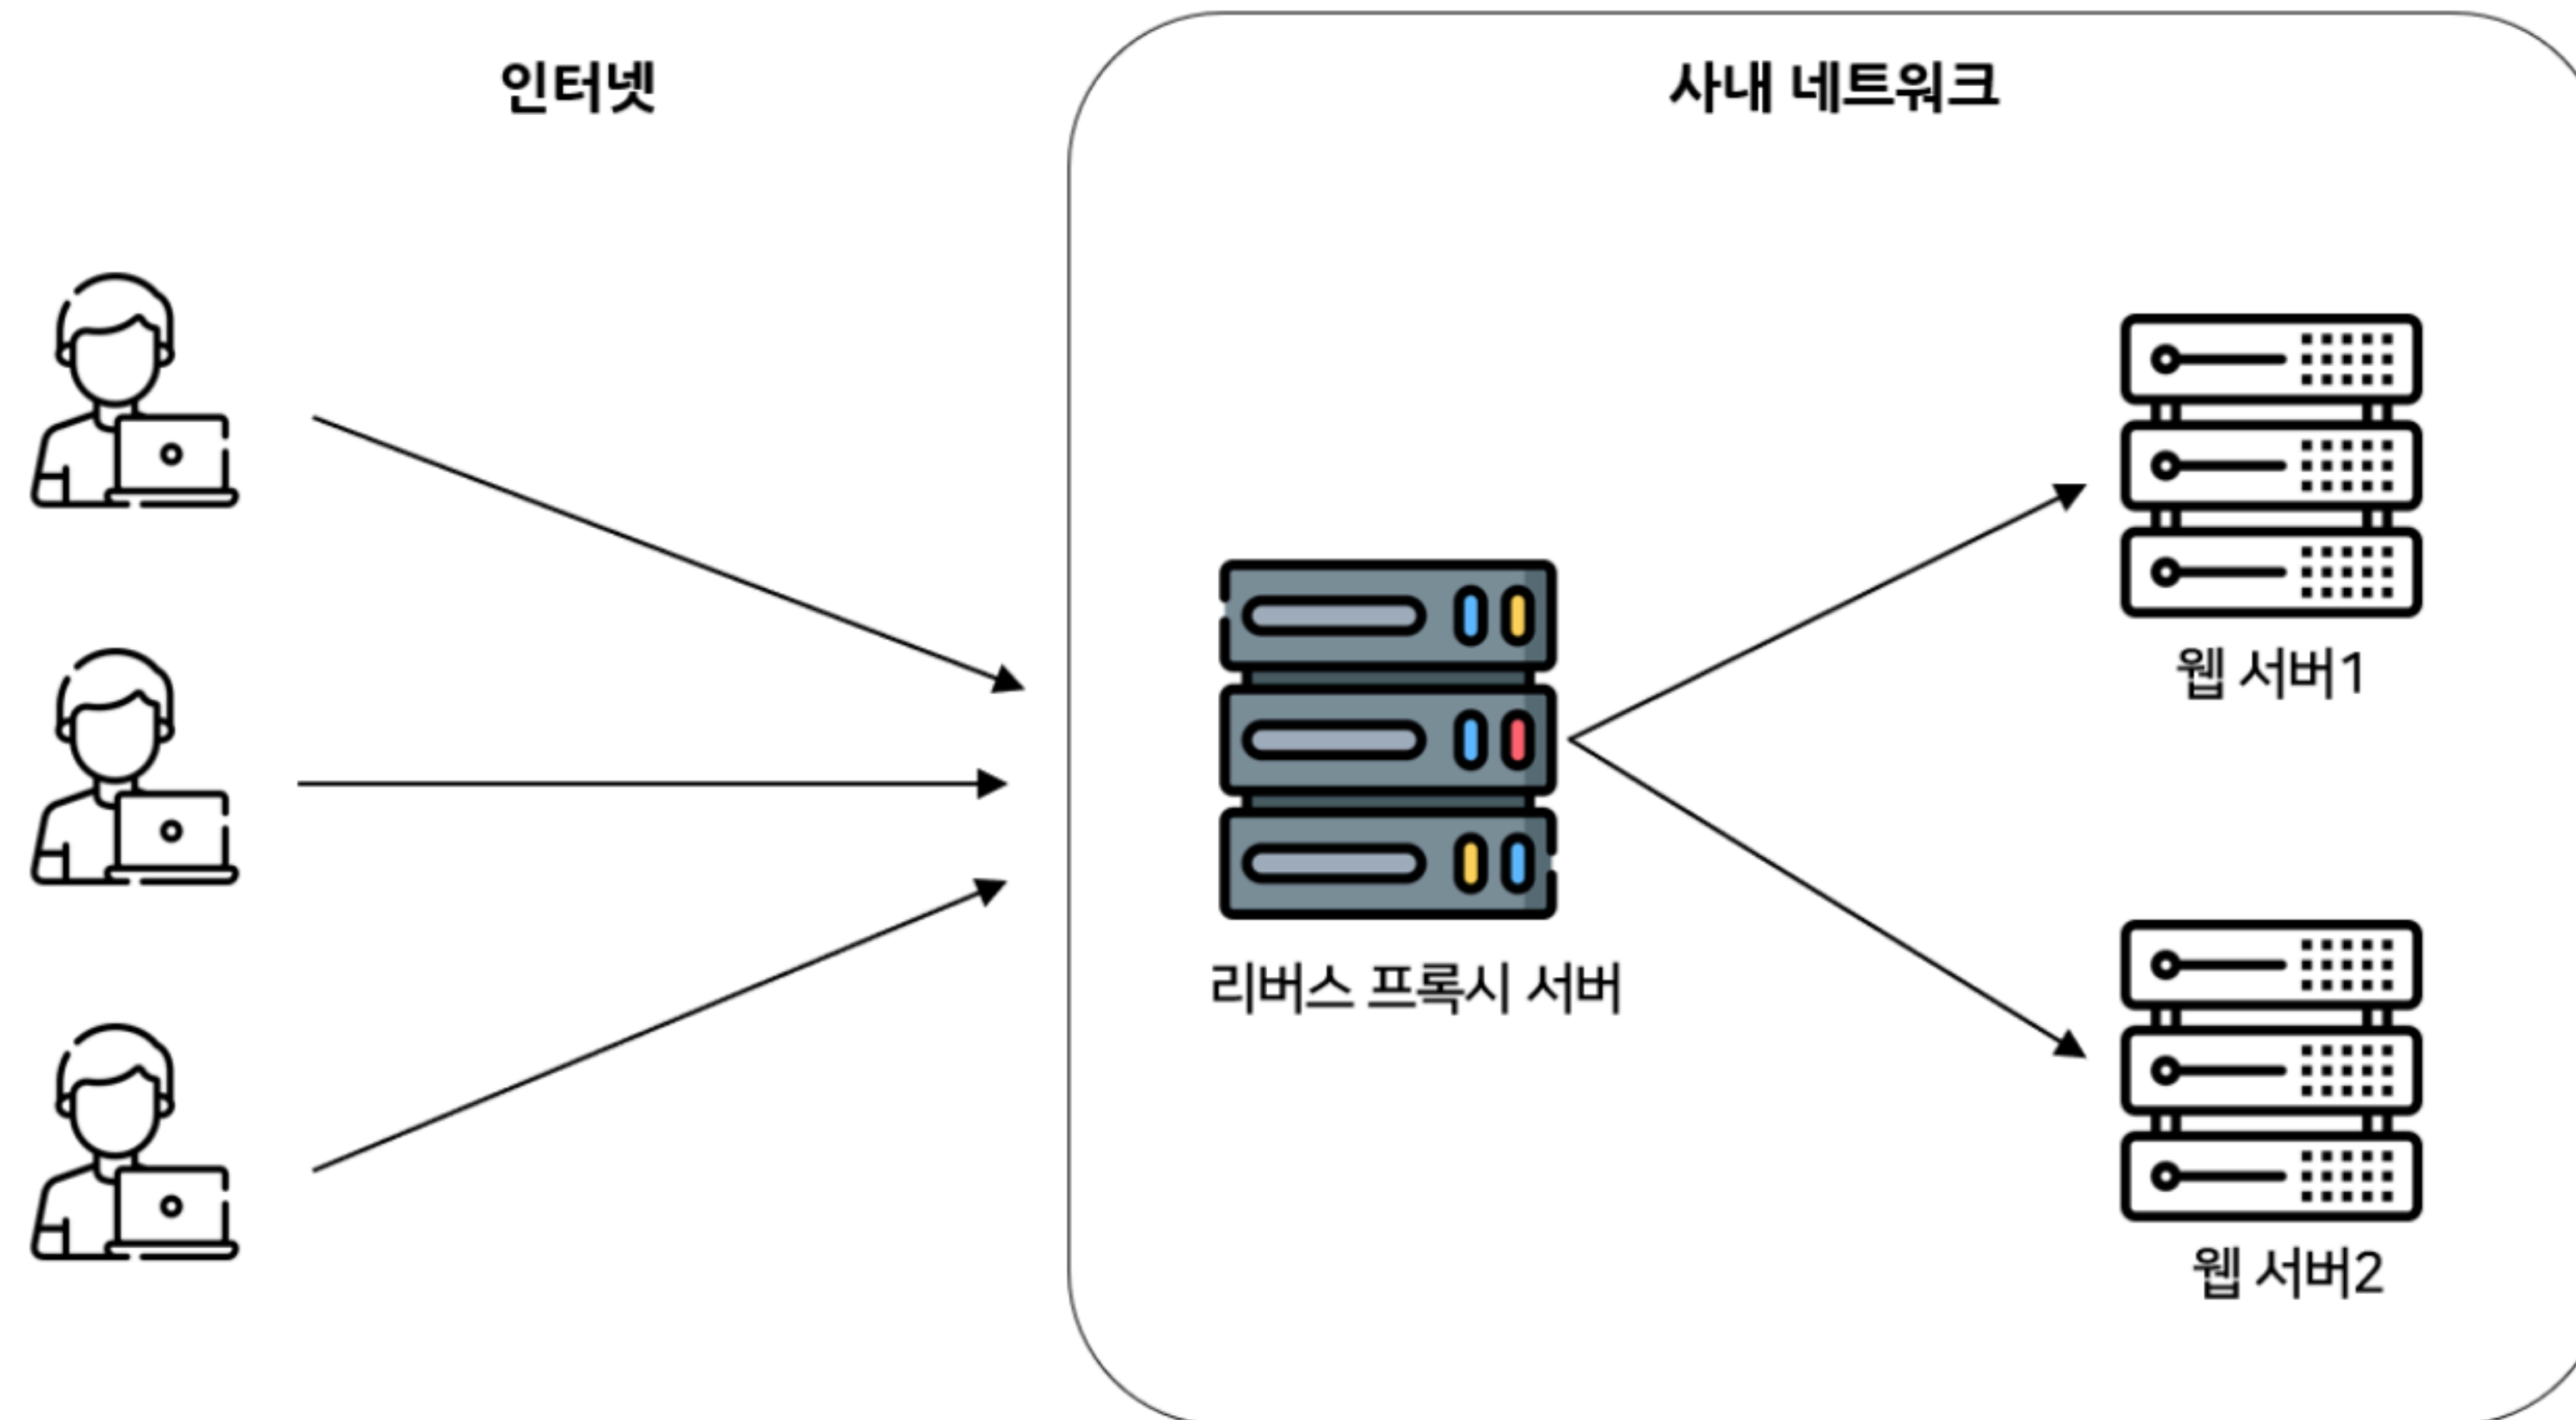 인터넷
사내 네트워크
웹 서버1
리버스 프록시 서버
웹 서버2